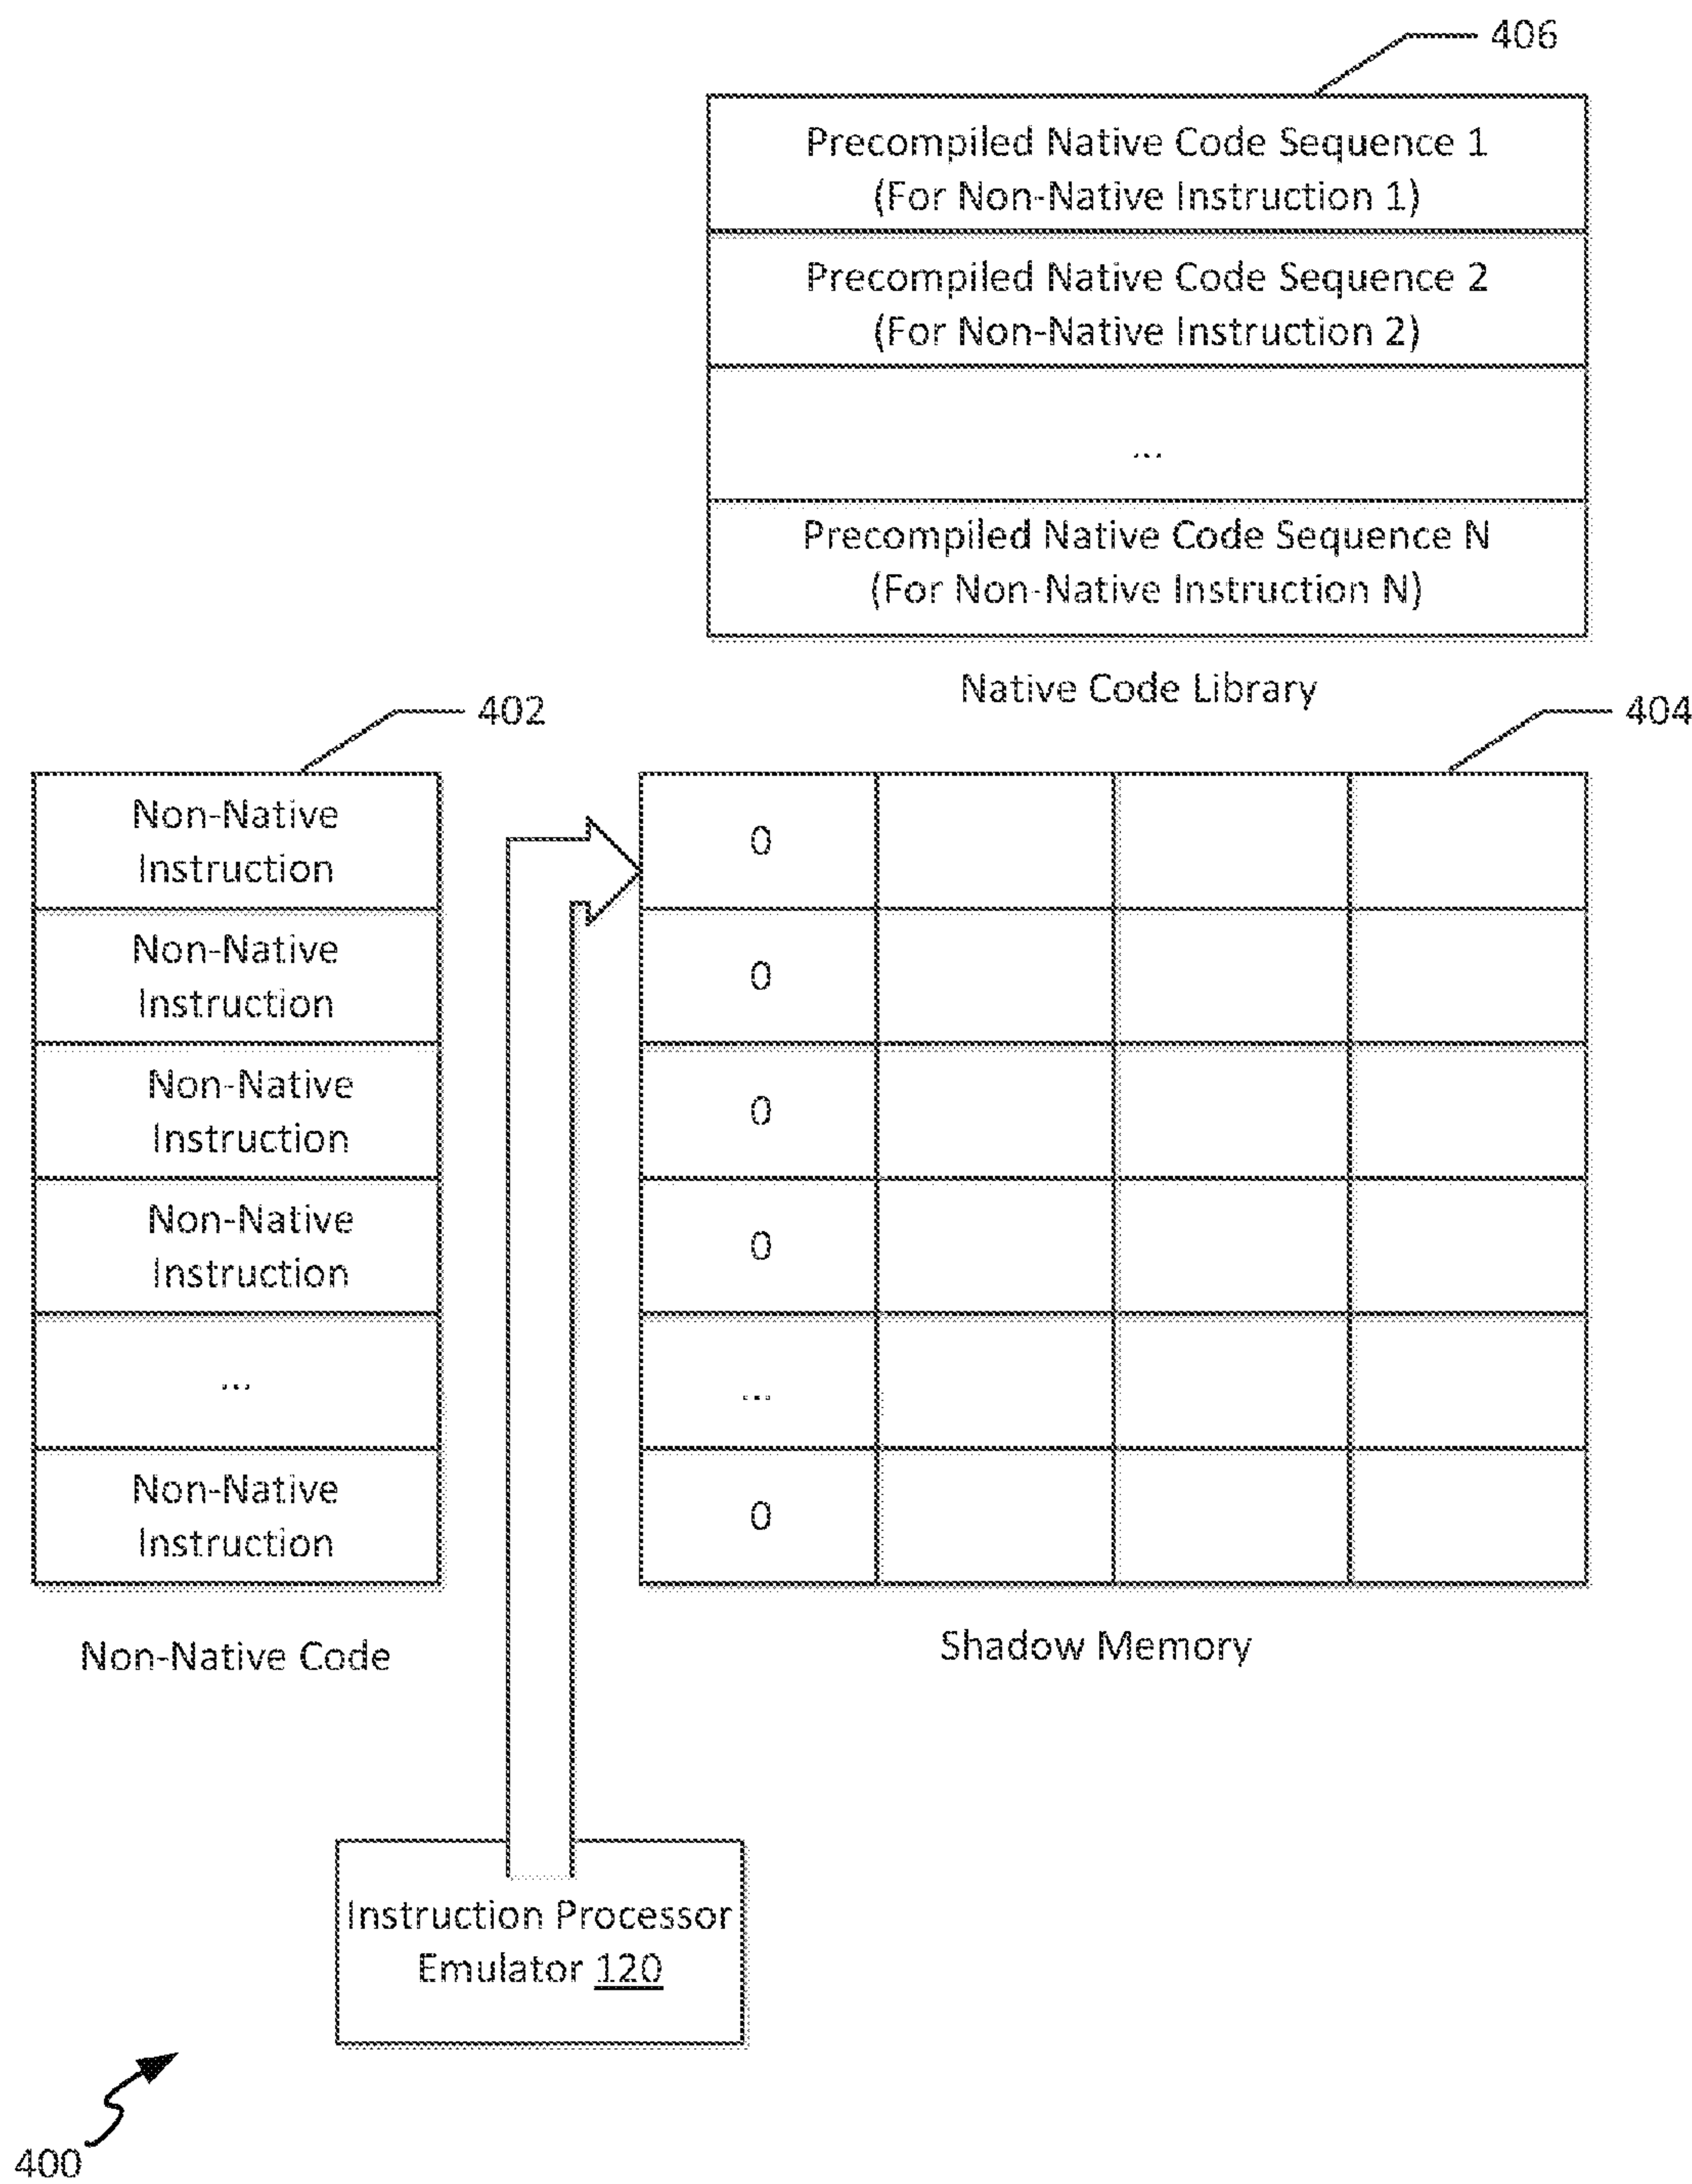 406
Precompiled Native Code Sequence 1
(For Non-Native Instruction 1)
Precompiled Native Code Sequence 2
(For Non-Native Instruction 2)
...
Precompiled Native Code Sequence N
(For Non-Native Instruction N)
Native Code Library
402
404
Non-Native
Instruction
Non-Native
Instruction
Non-Native
Instruction
Non-Native
Instruction
...
Non-Native
Instruction
Non-Native Code
0
0
0
0
...
0
Shadow Memory
Instruction Processor
Emulator 120
400